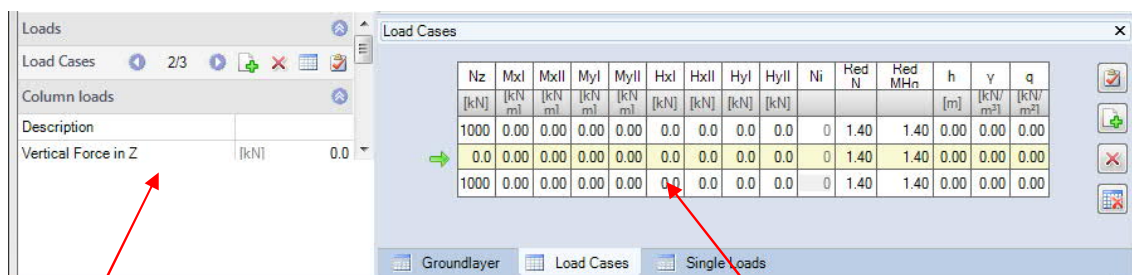 Loads
Load Cases 2/3
Column loads
Description
Vertical Force in Z [kN] 0.0
Load Cases
Nz MxI MxII MyI MyII HxI HxII HyI HyII Ni Red N Red MHq h γ q
[kN] [kN m] [kN m] [kN m] [kN m] [kN] [kN] [kN] [kN] [m] [kN/m³] [kN/m²]
1000 0.00 0.00 0.00 0.00 0.0 0.0 0.0 0.0 0 1.40 1.40 0.00 0.00 0.00
0.0 0.00 0.00 0.00 0.00 0.0 0.0 0.0 0.0 0 1.40 1.40 0.00 0.00 0.00
1000 0.00 0.00 0.00 0.00 0.0 0.0 0.0 0.0 0 1.40 1.40 0.00 0.00 0.00
Groundlayer Load Cases Single Loads